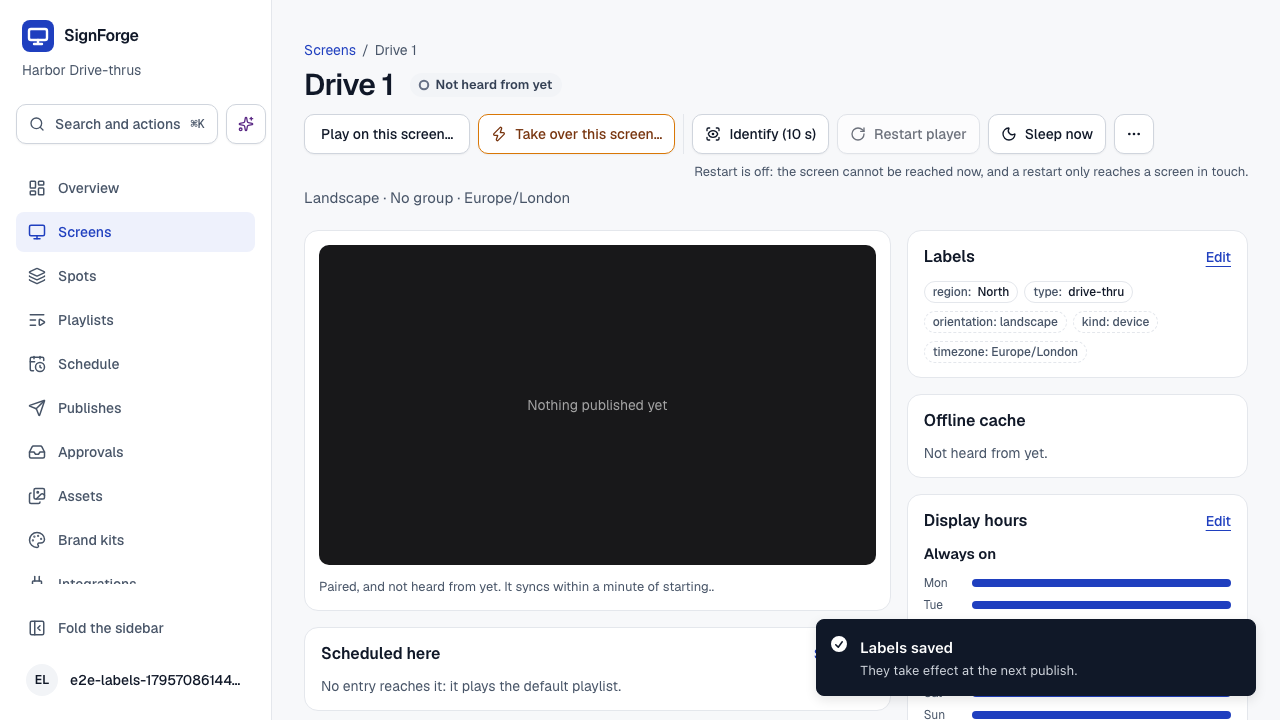 SignForge
Harbor Drive-thrus
Search and actions ⌘K
Overview
Screens
Spots
Playlists
Schedule
Publishes
Approvals
Assets
Brand kits
Integrations
Fold the sidebar
EL e2e-labels-17957086144…
Screens / Drive 1
Drive 1 Not heard from yet
Play on this screen… Take over this screen… Identify (10 s) Restart player Sleep now
Restart is off: the screen cannot be reached now, and a restart only reaches a screen in touch.
Landscape · No group · Europe/London
Nothing published yet
Paired, and not heard from yet. It syncs within a minute of starting..
Scheduled here
No entry reaches it: it plays the default playlist.
Labels Edit
region: North type: drive-thru
orientation: landscape kind: device
timezone: Europe/London
Offline cache
Not heard from yet.
Display hours Edit
Always on
Mon
Tue
Sun
Labels saved
They take effect at the next publish.